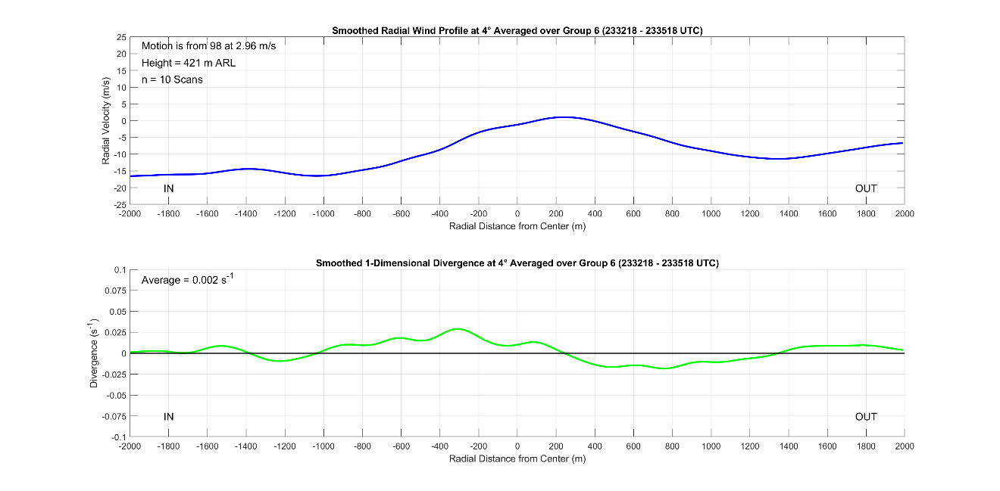 Smoothed Radial Wind Profile at 4° Averaged over Group 6 (233218 - 233518 UTC)
Motion is from 98 at 2.96 m/s
Height = 421 m ARL
n = 10 Scans
Radial Velocity (m/s)
25
20
15
10
5
0
-5
-10
-15
-20
-25
IN
OUT
-2000 -1800 -1600 -1400 -1200 -1000 -800 -600 -400 -200 0 200 400 600 800 1000 1200 1400 1600 1800 2000
Radial Distance from Center (m)
Smoothed 1-Dimensional Divergence at 4° Averaged over Group 6 (233218 - 233518 UTC)
Average = 0.002 s⁻¹
Divergence (s⁻¹)
0.1
0.075
0.05
0.025
0
-0.025
-0.05
-0.075
-0.1
IN
OUT
-2000 -1800 -1600 -1400 -1200 -1000 -800 -600 -400 -200 0 200 400 600 800 1000 1200 1400 1600 1800 2000
Radial Distance from Center (m)